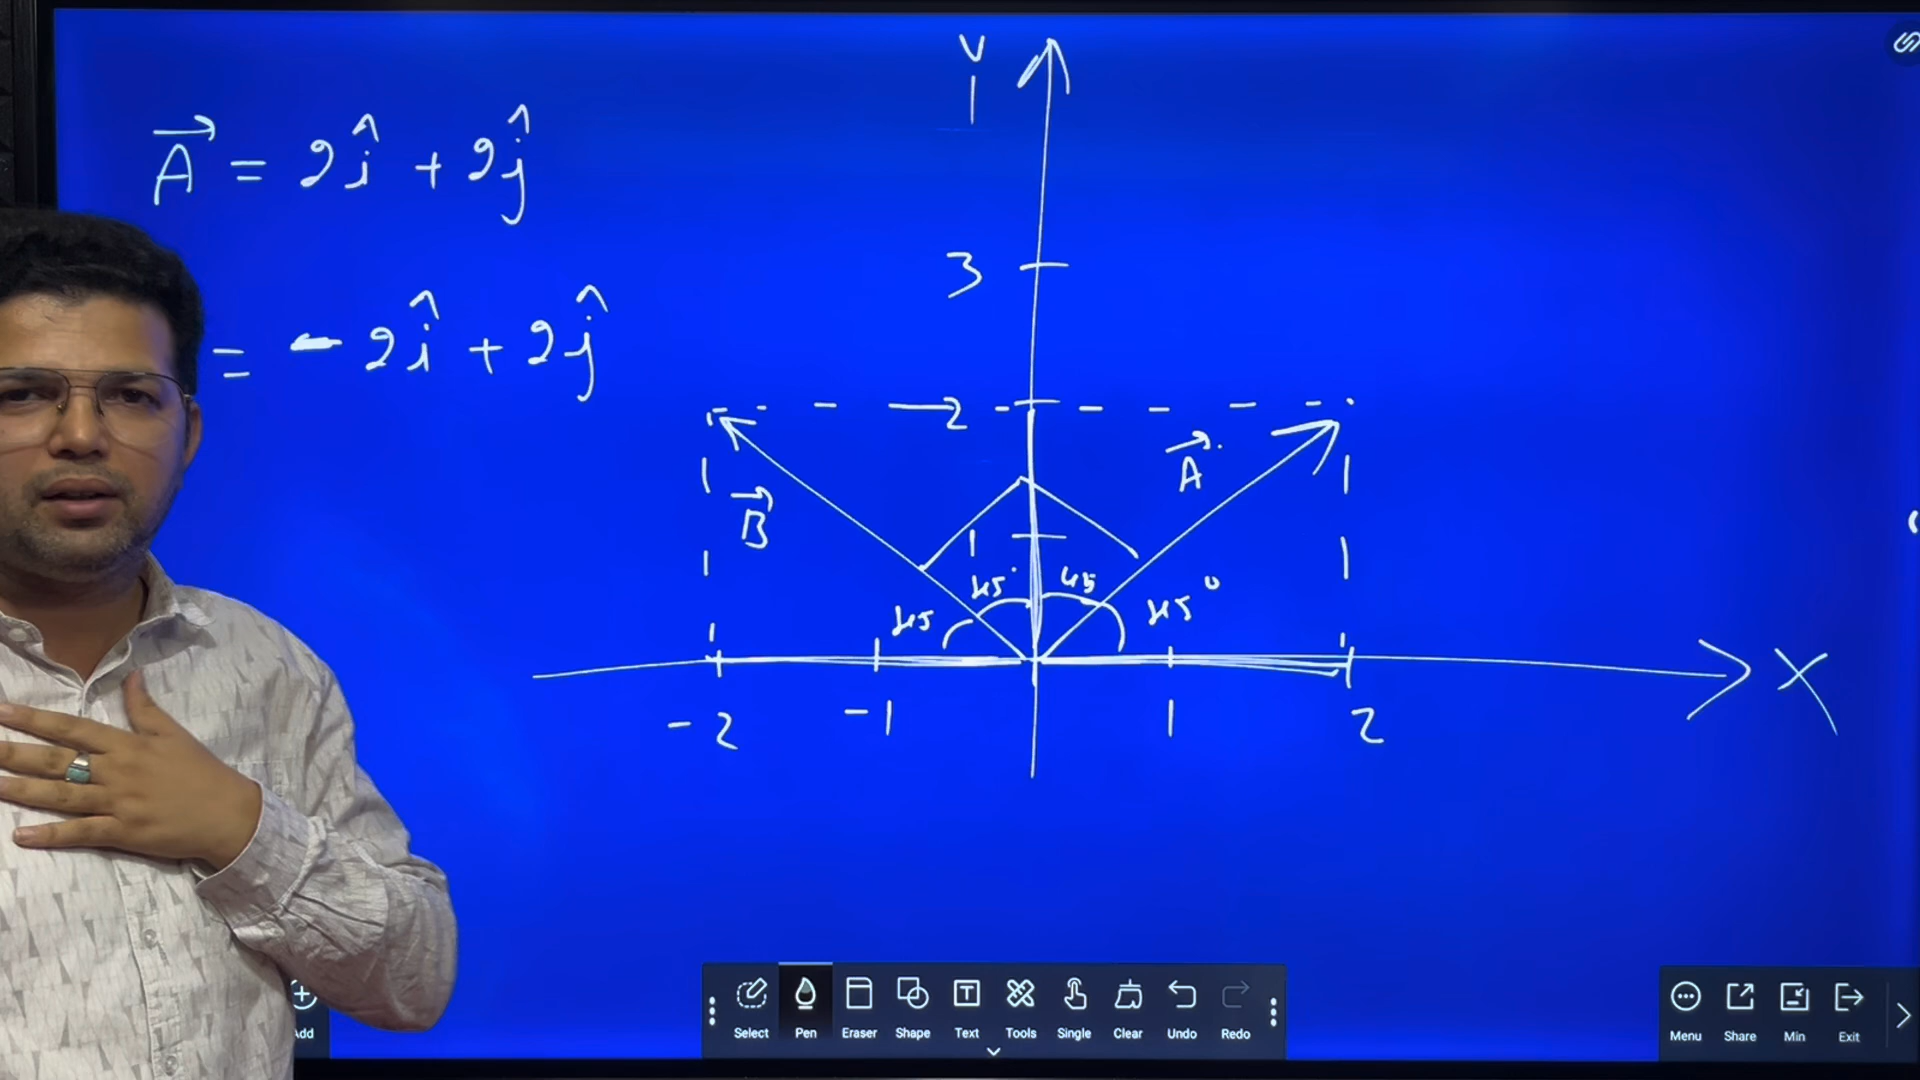 A⃗ = 2î + 2ĵ
= - 2î + 2ĵ
Y
3
2
A⃗
B⃗
1
45°
45
45
45°
-2
-1
1
2
X
Add
Select
Pen
Eraser
Shape
Text
Tools
Single
Clear
Undo
Redo
Menu
Share
Min
Exit